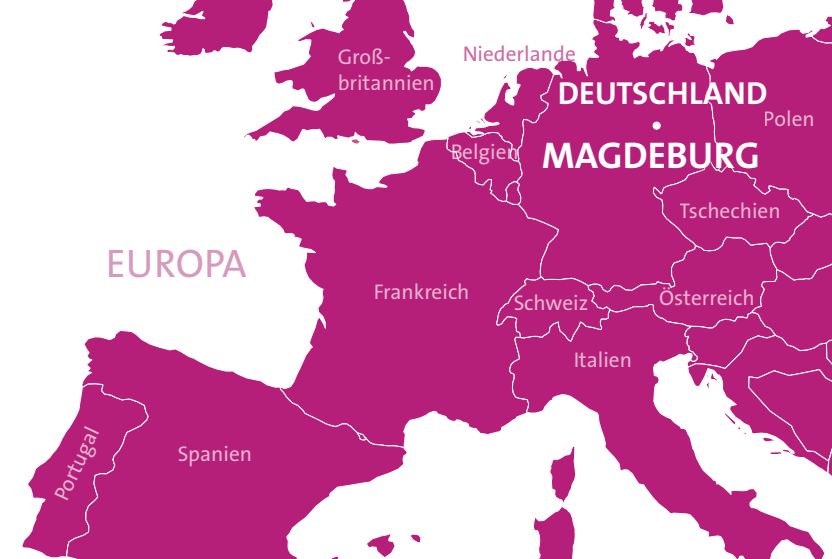 Groß-
britannien
Niederlande
DEUTSCHLAND
Polen
Belgien
MAGDEBURG
Tschechien
EUROPA
Frankreich
Schweiz
Österreich
Italien
Portugal
Spanien